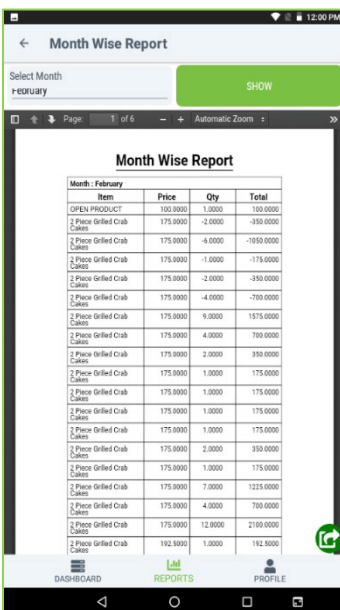 12:00 PM
Month Wise Report
Select Month
February
SHOW
Page: 1 of 6 − + Automatic Zoom
Month Wise Report
Month : February
Item Price Qty Total
OPEN PRODUCT 100.0000 1.0000 100.0000
2 Piece Grilled Crab Cakes 175.0000 -2.0000 -350.0000
2 Piece Grilled Crab Cakes 175.0000 -6.0000 -1050.0000
2 Piece Grilled Crab Cakes 175.0000 -1.0000 -175.0000
2 Piece Grilled Crab Cakes 175.0000 -2.0000 -350.0000
2 Piece Grilled Crab Cakes 175.0000 -4.0000 -700.0000
2 Piece Grilled Crab Cakes 175.0000 9.0000 1575.0000
2 Piece Grilled Crab Cakes 175.0000 4.0000 700.0000
2 Piece Grilled Crab Cakes 175.0000 2.0000 350.0000
2 Piece Grilled Crab Cakes 175.0000 1.0000 175.0000
2 Piece Grilled Crab Cakes 175.0000 1.0000 175.0000
2 Piece Grilled Crab Cakes 175.0000 1.0000 175.0000
2 Piece Grilled Crab Cakes 175.0000 1.0000 175.0000
2 Piece Grilled Crab Cakes 175.0000 2.0000 350.0000
2 Piece Grilled Crab Cakes 175.0000 1.0000 175.0000
2 Piece Grilled Crab Cakes 175.0000 7.0000 1225.0000
2 Piece Grilled Crab Cakes 175.0000 4.0000 700.0000
2 Piece Grilled Crab Cakes 175.0000 12.0000 2100.0000
2 Piece Grilled Crab Cakes 192.5000 1.0000 192.5000
DASHBOARD REPORTS PROFILE